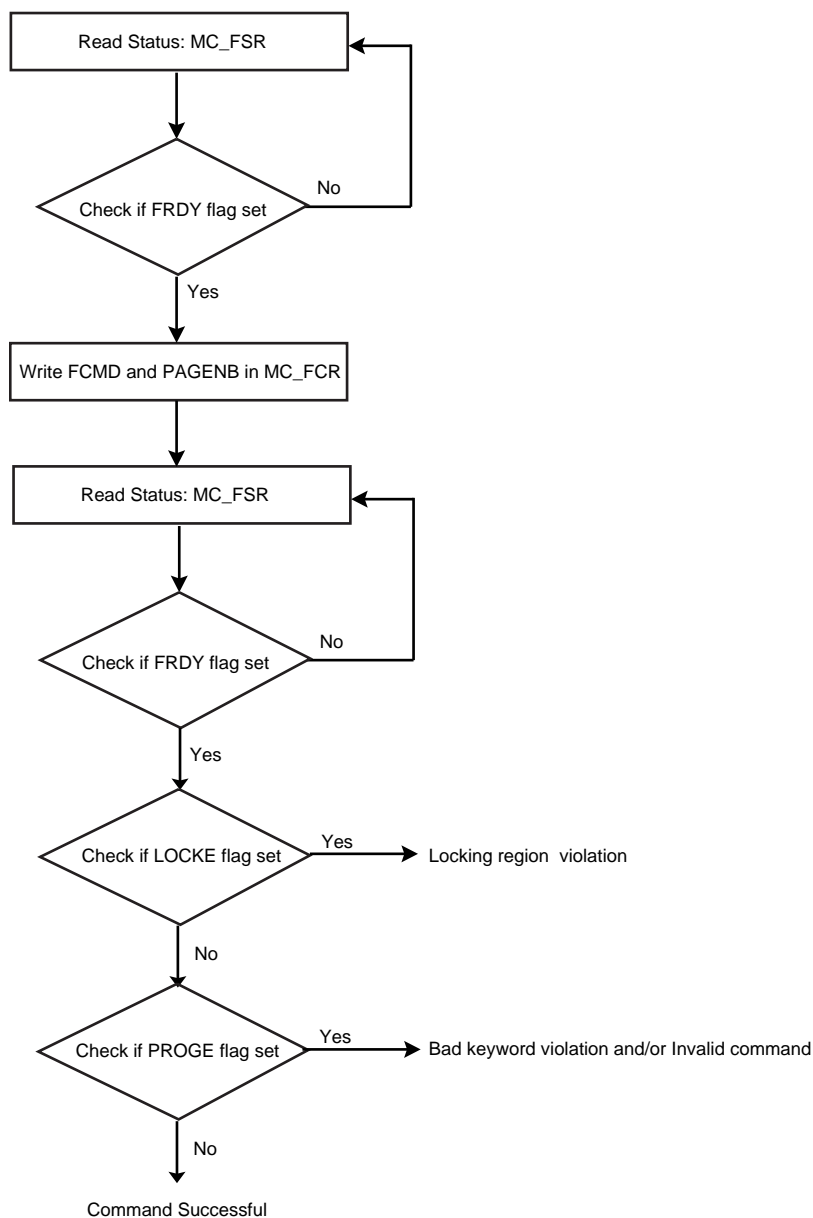 Read Status: MC_FSR
Check if FRDY flag set
No
Yes
Write FCMD and PAGENB in MC_FCR
Read Status: MC_FSR
Check if FRDY flag set
No
Yes
Check if LOCKE flag set
Yes
Locking region violation
No
Check if PROGE flag set
Yes
Bad keyword violation and/or Invalid command
No
Command Successful